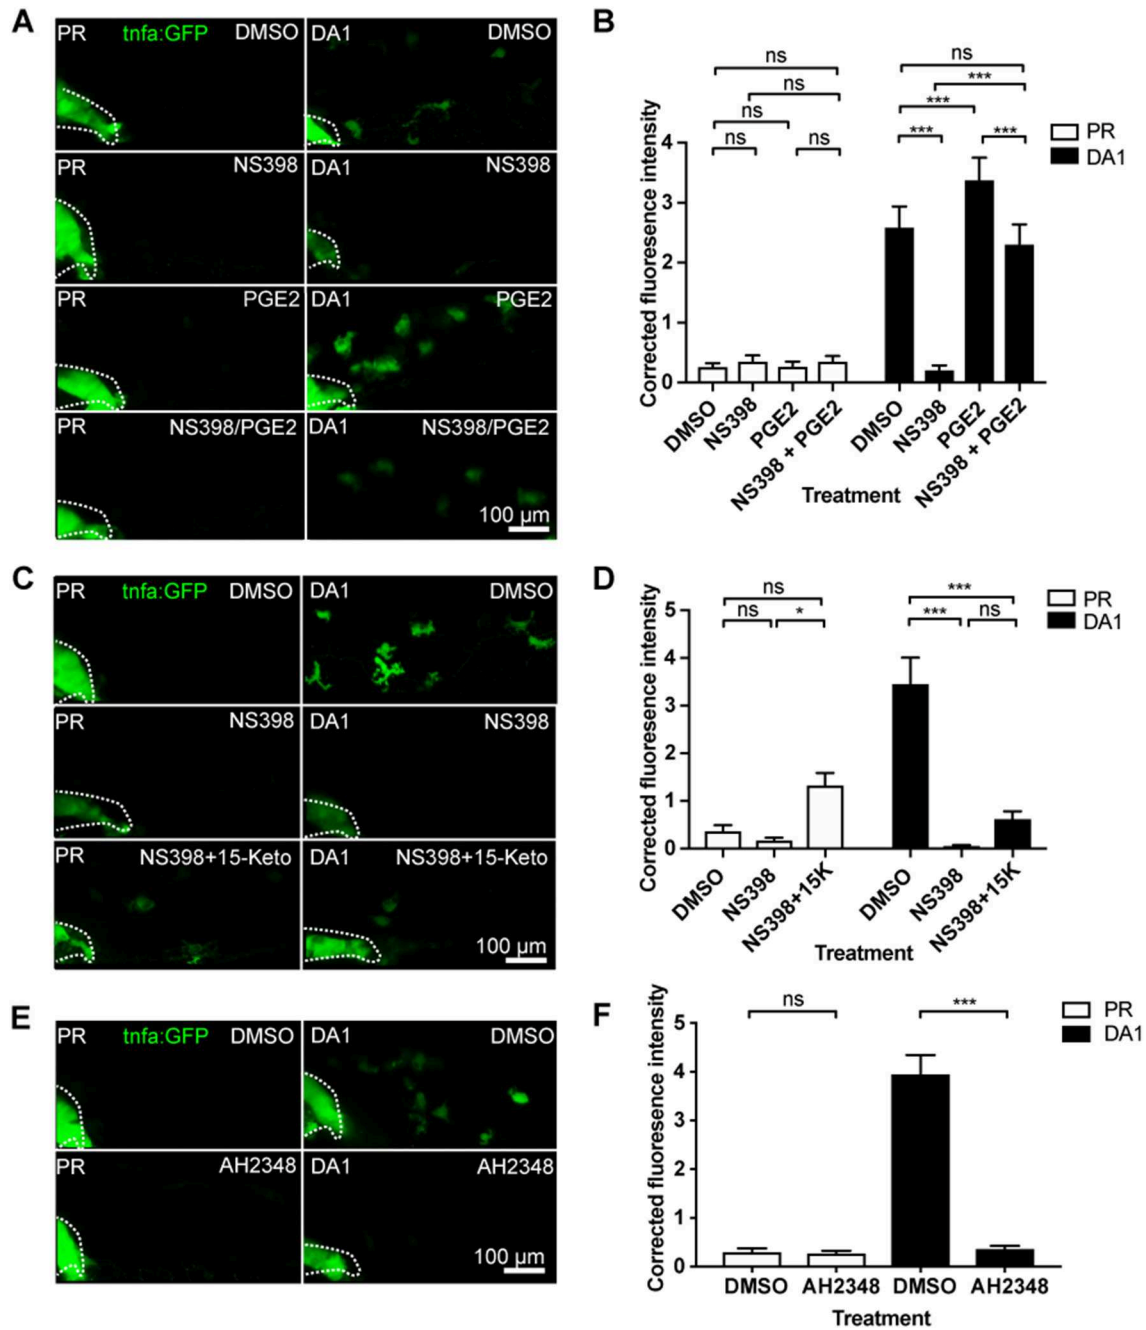 A
PR tnfa:GFP DMSO DA1 DMSO
PR NS398 DA1 NS398
PR PGE2 DA1 PGE2
PR NS398/PGE2 DA1 NS398/PGE2
100 µm
B
ns
***
ns
ns ***
ns ns *** ***
PR
DA1
Corrected fluoresence intensity
4
3
2
1
0
DMSO NS398 PGE2 NS398 + PGE2 DMSO NS398 PGE2 NS398 + PGE2
Treatment
C
PR tnfa:GFP DMSO DA1 DMSO
PR NS398 DA1 NS398
PR NS398+15-Keto DA1 NS398+15-Keto
100 µm
D
ns ***
ns * *** ns
PR
DA1
Corrected fluoresence intensity
5
4
3
2
1
0
DMSO NS398 NS398+15K DMSO NS398 NS398+15K
Treatment
E
PR tnfa:GFP DMSO DA1 DMSO
PR AH2348 DA1 AH2348
100 µm
F
ns ***
PR
DA1
Corrected fluoresence intensity
5
4
3
2
1
0
DMSO AH2348 DMSO AH2348
Treatment